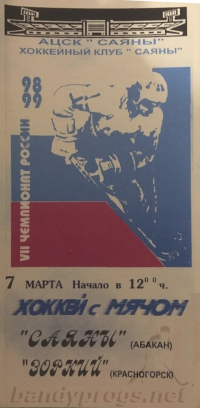 АЦСК "САЯНЫ"
ХОККЕЙНЫЙ КЛУБ "САЯНЫ"
98
99
VII ЧЕМПИОНАТ РОССИИ
7 МАРТА Начало в 12⁰⁰ ч.
ХОККЕЙ с МЯЧОМ
"САЯНЫ" (АБАКАН)
"ЗОРКИЙ" (КРАСНОГОРСК)
bandyprogs.net